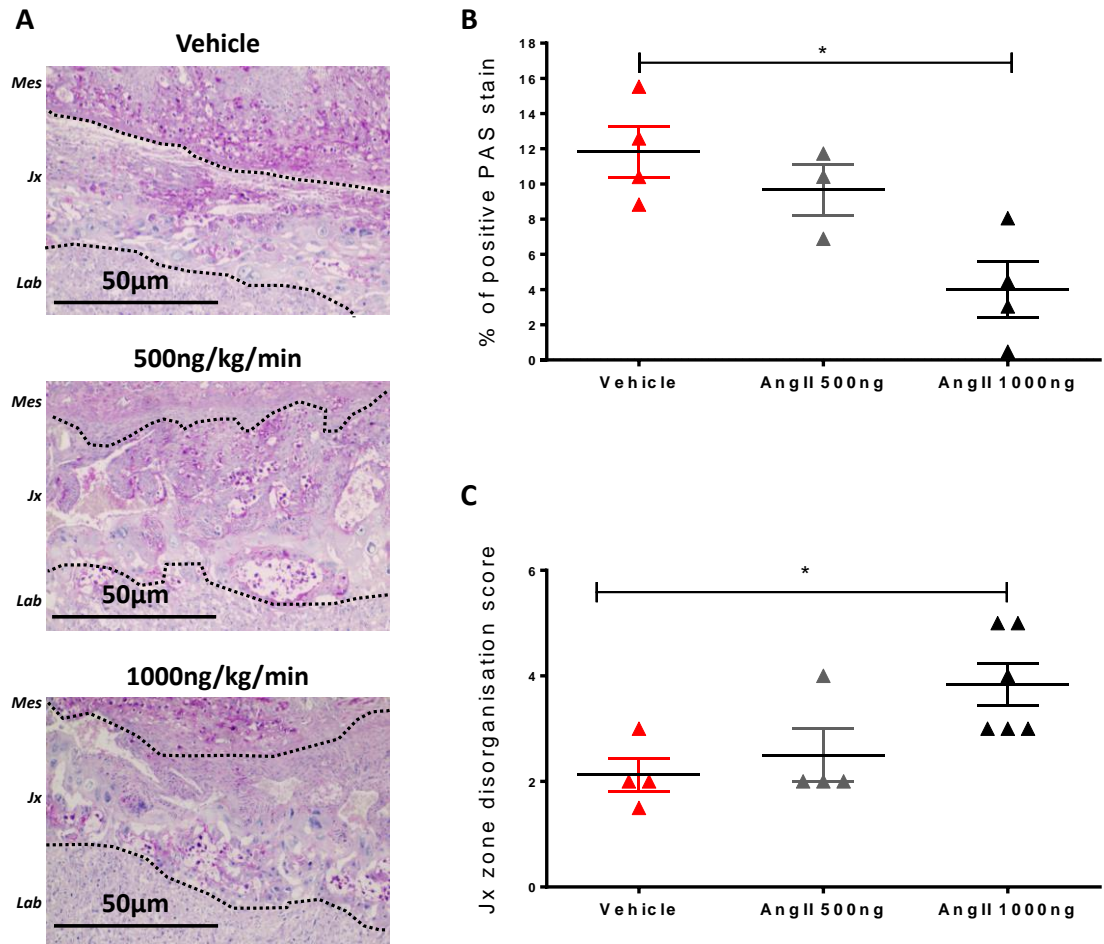 A
Vehicle
Mes
Jx
Lab
50μm
500ng/kg/min
Mes
Jx
Lab
50μm
1000ng/kg/min
Mes
Jx
Lab
50μm
B
% of positive PAS stain
18
16
14
12
10
8
6
4
2
0
*
Vehicle
AngII 500ng
AngII 1000ng
C
Jx zone disorganisation score
6
4
2
0
*
Vehicle
AngII 500ng
AngII 1000ng